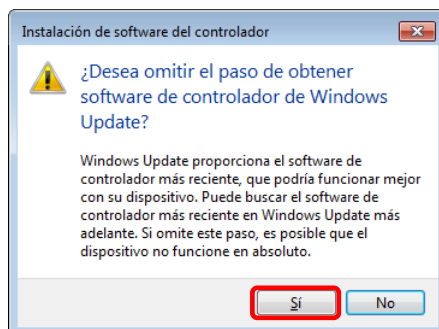 Instalación de software del controlador
¿Desea omitir el paso de obtener
software de controlador de Windows
Update?
Windows Update proporciona el software de
controlador más reciente, que podría funcionar mejor
con su dispositivo. Puede buscar el software de
controlador más reciente en Windows Update más
adelante. Si omite este paso, es posible que el
dispositivo no funcione en absoluto.
Sí No